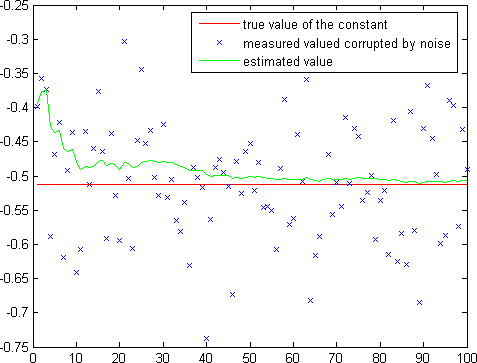 -0.25
true value of the constant
measured valued corrupted by noise
estimated value
-0.3
-0.35
-0.4
-0.45
-0.5
-0.55
-0.6
-0.65
-0.7
-0.75
0 10 20 30 40 50 60 70 80 90 100